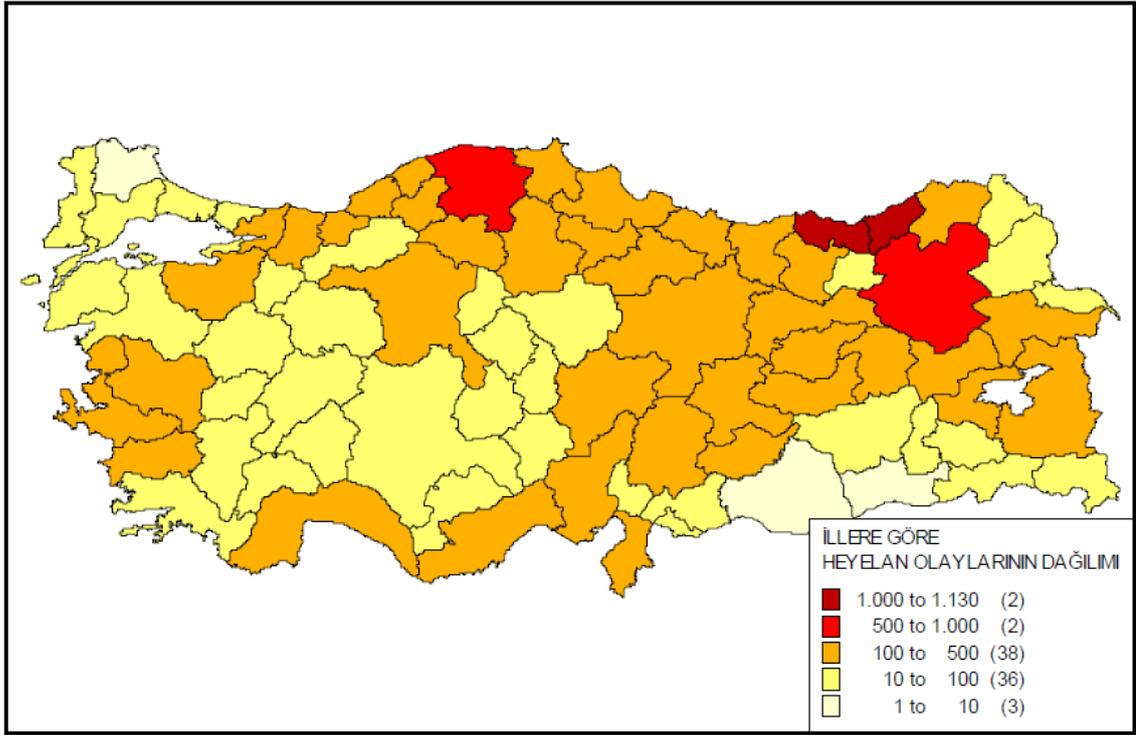 İLLERE GÖRE
HEYELAN OLAYLARININ DAĞILIMI
1.000 to 1.130 (2)
500 to 1.000 (2)
100 to 500 (38)
10 to 100 (36)
1 to 10 (3)